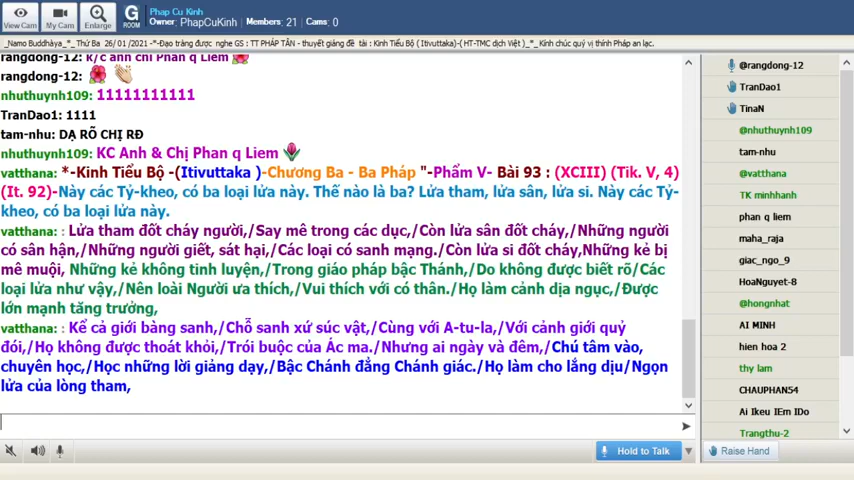 Phap Cu Kinh
Owner: PhapCuKinh Members: 21 Cams: 0
View Cam
My Cam
Enlarge
G
ROOM
_Namo Buddhàya_*_ Thứ Ba 26/ 01 /2021 -*-Đạo tràng được nghe GS : TT PHÁP TÂN - thuyết giảng đề tài : Kinh Tiểu Bộ ( Itivuttaka)-( HT-TMC dịch Việt )_*_ Kính chúc quý vị thính Pháp an lạc.
rangdong-12: k/c anh chị Phan q Liem
rangdong-12:
nhuthuynh109: 11111111111
TranDao1: 1111
tam-nhu: DẠ RÕ CHỊ RĐ
nhuthuynh109: KC Anh & Chị Phan q Liem
vatthana: *-Kinh Tiểu Bộ -(Itivuttaka )-Chương Ba - Ba Pháp "-Phẩm V- Bài 93 : (XCIII) (Tik. V, 4)
(It. 92)-Này các Tỷ-kheo, có ba loại lửa này. Thế nào là ba? Lửa tham, lửa sân, lửa si. Này các Tỷ-
kheo, có ba loại lửa này.
vatthana: : Lửa tham đốt cháy người,/Say mê trong các dục,/Còn lửa sân đốt cháy,/Những người
có sân hận,/Những người giết, sát hại,/Các loại có sanh mạng./Còn lửa si đốt cháy,Những kẻ bị
mê muội, Những kẻ không tinh luyện,/Trong giáo pháp bậc Thánh,/Do không được biết rõ/Các
loại lửa như vậy,/Nên loài Người ưa thích,/Vui thích với có thân./Họ làm cảnh dịa ngục,/Được
lớn mạnh tăng trưởng,
vatthana: : Kể cả giới bàng sanh,/Chỗ sanh xứ súc vật,/Cùng với A-tu-la,/Với cảnh giới quỷ
đói,/Họ không được thoát khỏi,/Trói buộc của Ác ma./Nhưng ai ngày và đêm,/Chú tâm vào,
chuyên học,/Học những lời giảng dạy,/Bậc Chánh đẳng Chánh giác./Họ làm cho lắng dịu/Ngọn
lửa của lòng tham,
Hold to Talk
@rangdong-12
TranDao1
TinaN
@nhuthuynh109
tam-nhu
@vatthana
TK minhhanh
phan q liem
maha_raja
giac_ngo_9
HoaNguyet-8
@hongnhat
AI MINH
hien hoa 2
thy lam
CHAUPHAN54
Ai Ikeu IEm IDo
Trangthu-2
Raise Hand